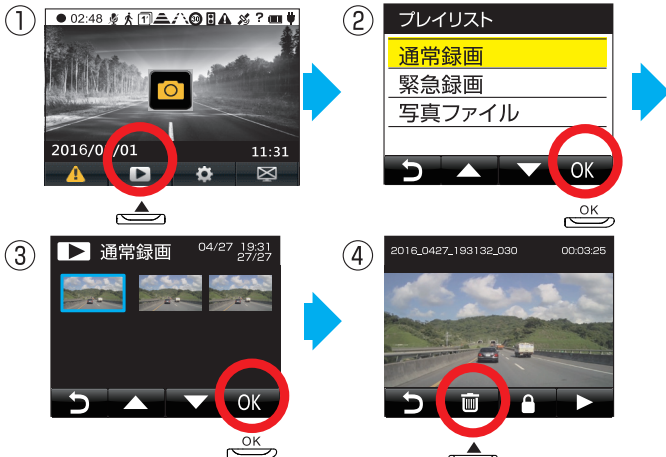 ①
02:48 1 30 ?
2016/0 /01 11:31
②
プレイリスト
通常録画
緊急録画
写真ファイル
OK
OK
③
通常録画 04/27 19:31
27/27
OK
OK
④
2016_0427_193132_030 00:03:25